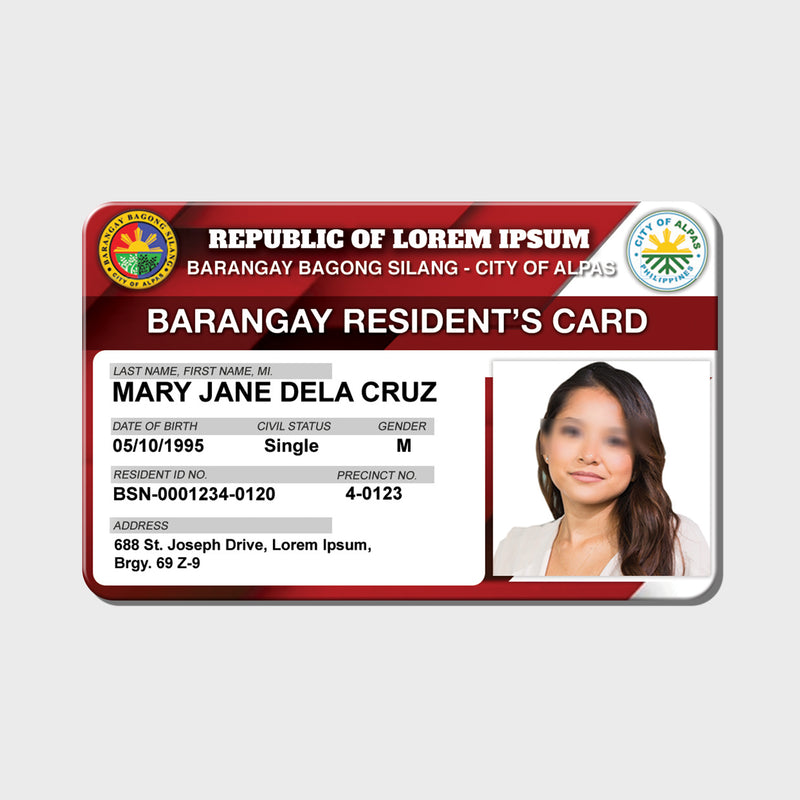 REPUBLIC OF LOREM IPSUM
BARANGAY BAGONG SILANG - CITY OF ALPAS
BARANGAY BAGONG SILANG
CITY OF ALPAS
CITY OF ALPAS
PHILIPPINES
BARANGAY RESIDENT'S CARD
LAST NAME, FIRST NAME, MI.
MARY JANE DELA CRUZ
DATE OF BIRTH CIVIL STATUS GENDER
05/10/1995 Single M
RESIDENT ID NO. PRECINCT NO.
BSN-0001234-0120 4-0123
ADDRESS
688 St. Joseph Drive, Lorem Ipsum,
Brgy. 69 Z-9